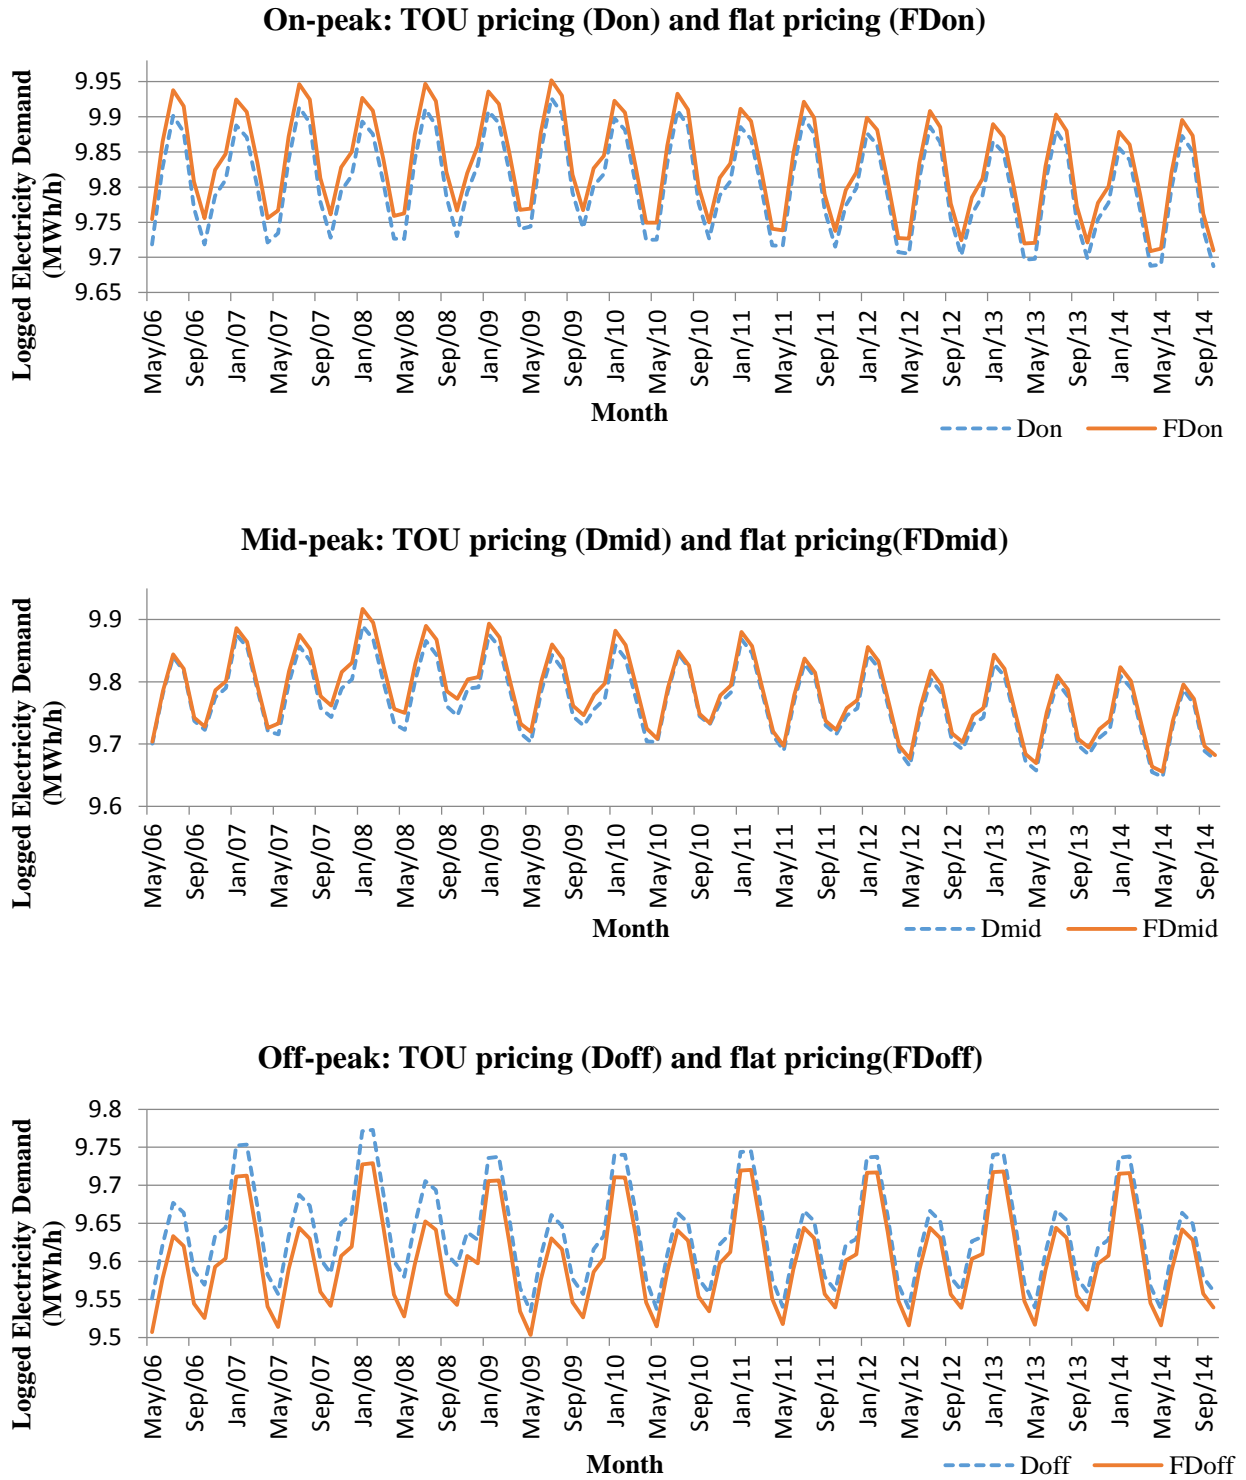 On-peak: TOU pricing (Don) and flat pricing (FDon)
Logged Electricity Demand
(MWh/h)
9.95
9.9
9.85
9.8
9.75
9.7
9.65
May/06
Sep/06
Jan/07
May/07
Sep/07
Jan/08
May/08
Sep/08
Jan/09
May/09
Sep/09
Jan/10
May/10
Sep/10
Jan/11
May/11
Sep/11
Jan/12
May/12
Sep/12
Jan/13
May/13
Sep/13
Jan/14
May/14
Sep/14
Month
Don FDon
Mid-peak: TOU pricing (Dmid) and flat pricing(FDmid)
Logged Electricity Demand
(MWh/h)
9.9
9.8
9.7
9.6
May/06
Sep/06
Jan/07
May/07
Sep/07
Jan/08
May/08
Sep/08
Jan/09
May/09
Sep/09
Jan/10
May/10
Sep/10
Jan/11
May/11
Sep/11
Jan/12
May/12
Sep/12
Jan/13
May/13
Sep/13
Jan/14
May/14
Sep/14
Month
Dmid FDmid
Off-peak: TOU pricing (Doff) and flat pricing(FDoff)
Logged Electricity Demand
(MWh/h)
9.8
9.75
9.7
9.65
9.6
9.55
9.5
May/06
Sep/06
Jan/07
May/07
Sep/07
Jan/08
May/08
Sep/08
Jan/09
May/09
Sep/09
Jan/10
May/10
Sep/10
Jan/11
May/11
Sep/11
Jan/12
May/12
Sep/12
Jan/13
May/13
Sep/13
Jan/14
May/14
Sep/14
Month
Doff FDoff